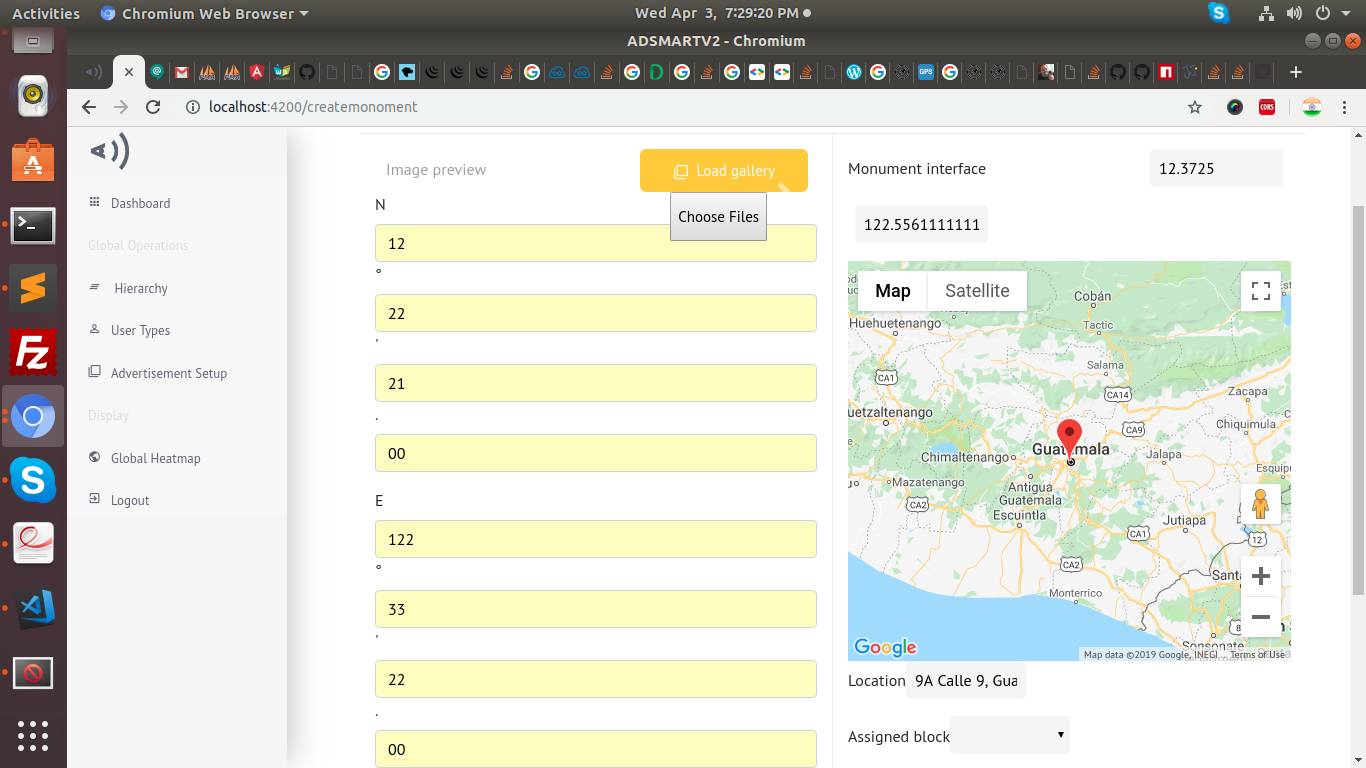 Activities
Chromium Web Browser
Wed Apr 3, 7:29:20 PM
ADSMARTV2 - Chromium
localhost:4200/createmonoment
CORS
GPS
Dashboard
Global Operations
Hierarchy
User Types
Advertisement Setup
Display
Global Heatmap
Logout
Image preview
Load gallery
Choose Files
N
12
°
22
'
21
.
00
E
122
°
33
'
22
.
00
Monument interface
12.3725
122.5561111111
Map
Satellite
Cobán
Huehuetenango
Tactic
Salama
CA1
CA14
Zacapa
uetzaltenango
CA9
Chiquimula
Guatemala
Chimaltenango
Jalapa
Esquipu
Mazatenango
Antigua
Guatemala
CA2
Escuintla
Jutiapa
CA1
12
CA2
Santa
Monterrico
8
Sonsonate
Google
Map data ©2019 Google, INEGI
Terms of Use
Location
9A Calle 9, Gua
Assigned block